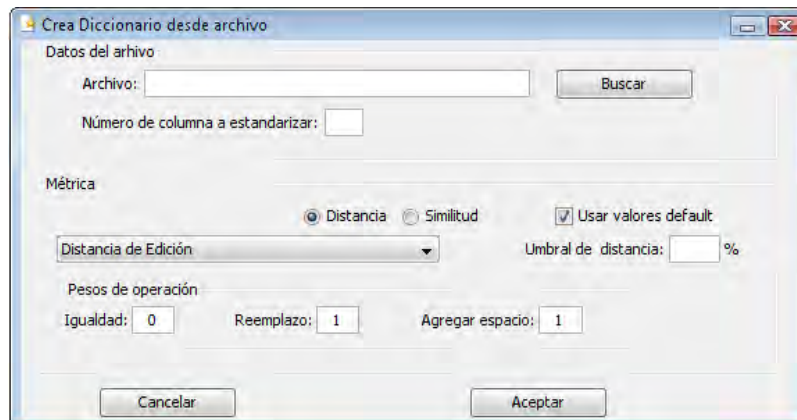 Crea Diccionario desde archivo
Datos del arhivo
Archivo: Buscar
Número de columna a estandarizar:
Métrica
Distancia Similitud Usar valores default
Distancia de Edición Umbral de distancia: %
Pesos de operación
Igualdad: 0 Reemplazo: 1 Agregar espacio: 1
Cancelar Aceptar